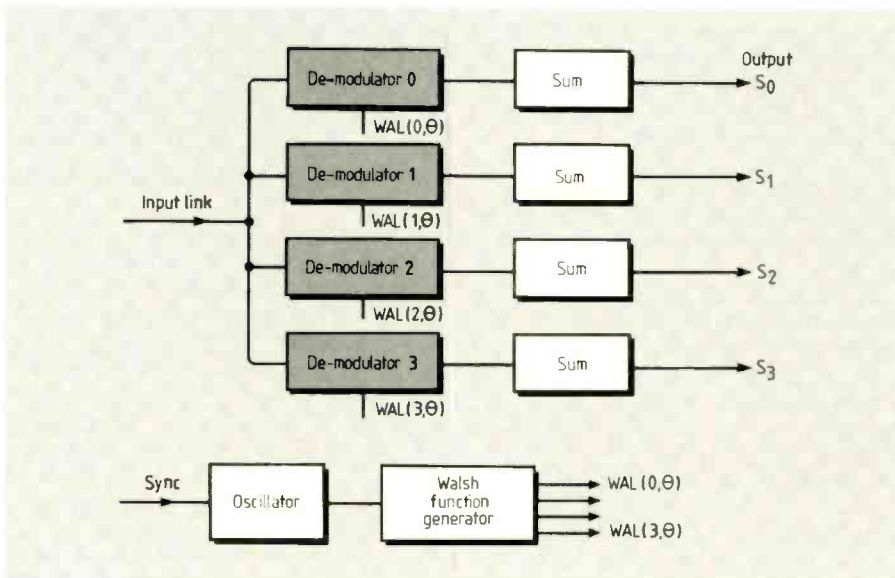 Output
De-modulator 0
Sum
S0
WAL(0,θ)
De-modulator 1
Sum
S1
Input link
WAL(1,θ)
De-modulator 2
Sum
S2
WAL(2,θ)
De-modulator 3
Sum
S3
WAL(3,θ)
Sync
Oscillator
Walsh
function
generator
WAL(0,θ)
WAL(3,θ)